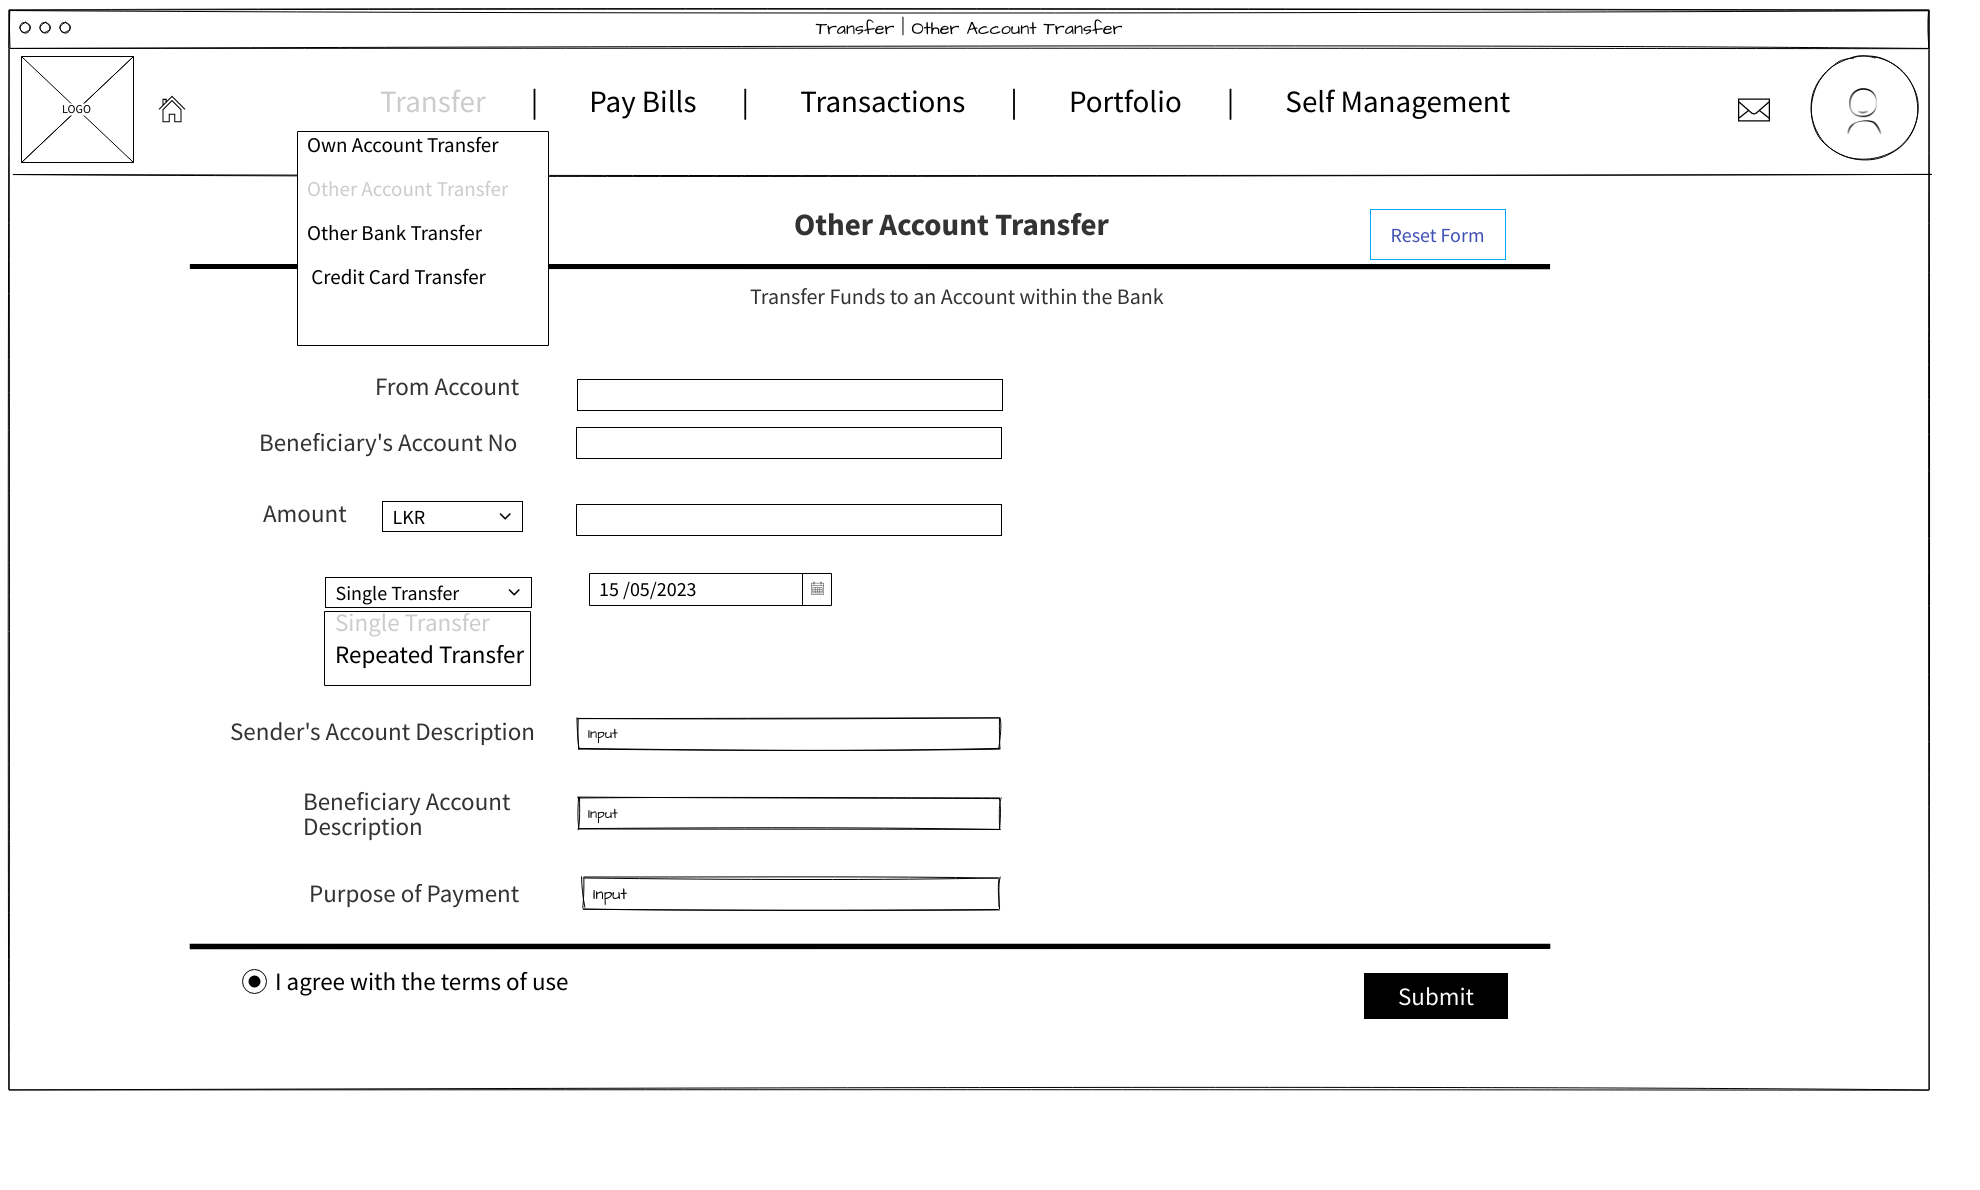 Transfer | Other Account Transfer
LOGO
Transfer | Pay Bills | Transactions | Portfolio | Self Management
Own Account Transfer
Other Account Transfer
Other Bank Transfer
Credit Card Transfer
Other Account Transfer
Reset Form
Transfer Funds to an Account within the Bank
From Account
Beneficiary's Account No
Amount LKR
Single Transfer 15 /05/2023
Single Transfer
Repeated Transfer
Sender's Account Description Input
Beneficiary Account
Description
Input
Purpose of Payment Input
I agree with the terms of use
Submit